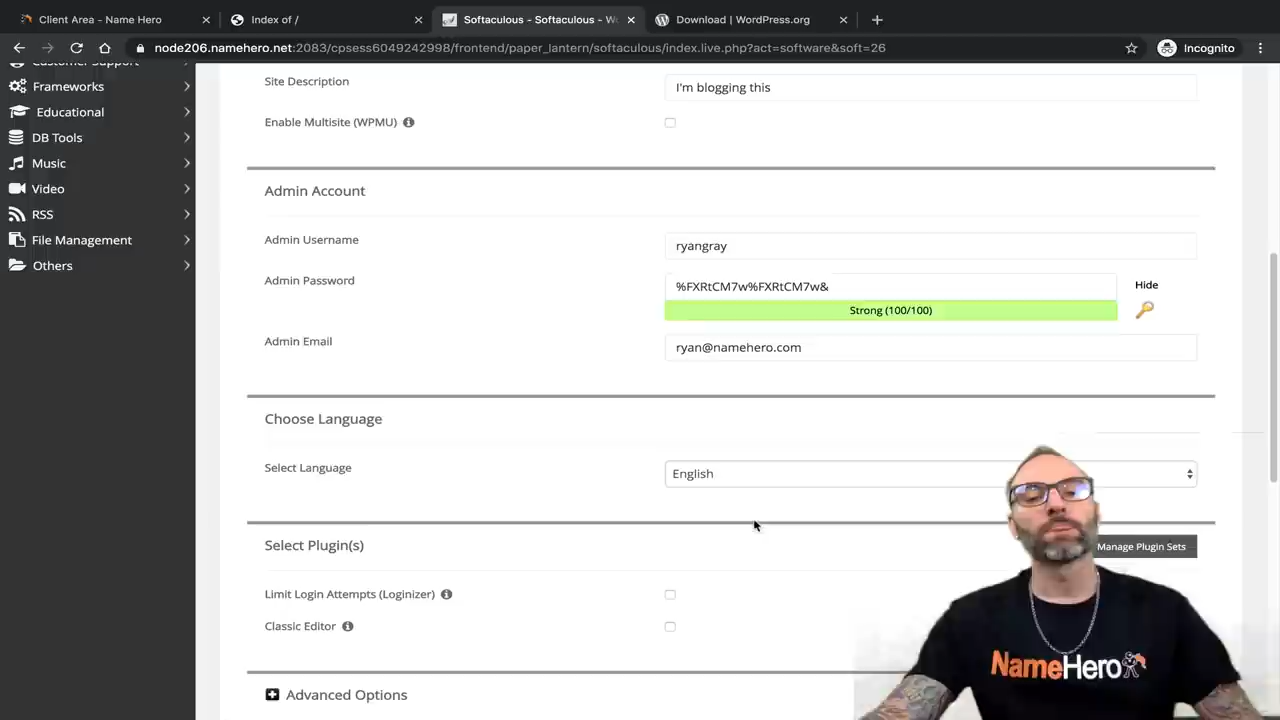 Client Area - Name Hero
Index of /
Softaculous - Softaculous - W
Download | WordPress.org
node206.namehero.net:2083/cpsess6049242998/frontend/paper_lantern/softaculous/index.live.php?act=software&soft=26
Incognito
Customer Support
Frameworks
Educational
DB Tools
Music
Video
RSS
File Management
Others
Site Description
I'm blogging this
Enable Multisite (WPMU)
Admin Account
Admin Username
ryangray
Admin Password
%FXRtCM7w%FXRtCM7w&
Hide
Strong (100/100)
Admin Email
ryan@namehero.com
Choose Language
Select Language
English
Select Plugin(s)
Manage Plugin Sets
Limit Login Attempts (Loginizer)
Classic Editor
Advanced Options
NameHero